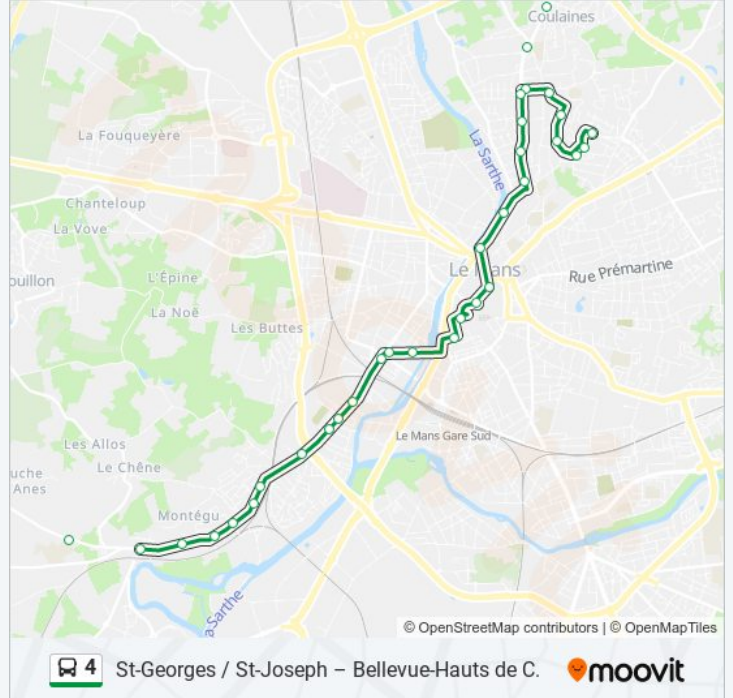 Coulaines
La Fouqueyère
La Sarthe
Chanteloup
La Vove
Le Mans
Rue Prémartine
ouillon
L'Épine
La Noë
Les Buttes
Le Mans Gare Sud
Les Allos
uche
Le Chêne
Anes
Montégu
a Sarthe
© OpenStreetMap contributors | © OpenMapTiles
4 St-Georges / St-Joseph – Bellevue-Hauts de C. moovit